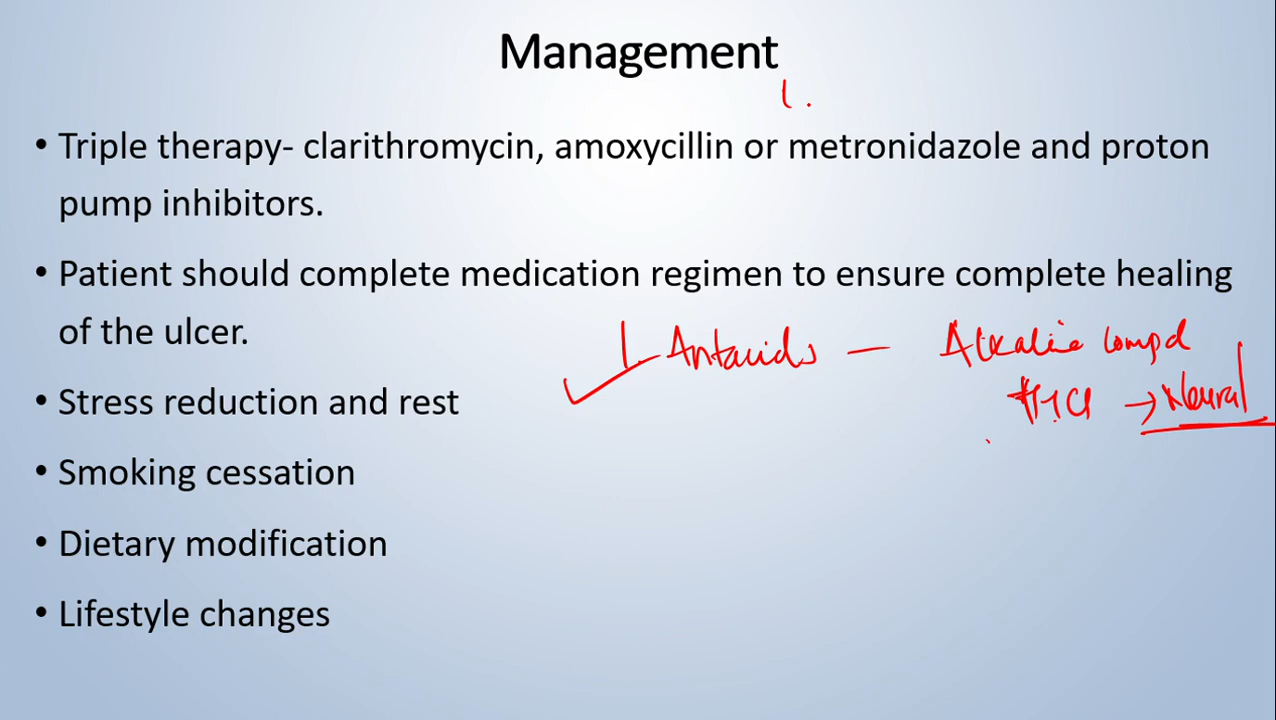 Management
1.
• Triple therapy- clarithromycin, amoxycillin or metronidazole and proton
pump inhibitors.
• Patient should complete medication regimen to ensure complete healing
of the ulcer.
1. Antacids — Alkaline compd
HCl → Neural
• Stress reduction and rest
• Smoking cessation
• Dietary modification
• Lifestyle changes